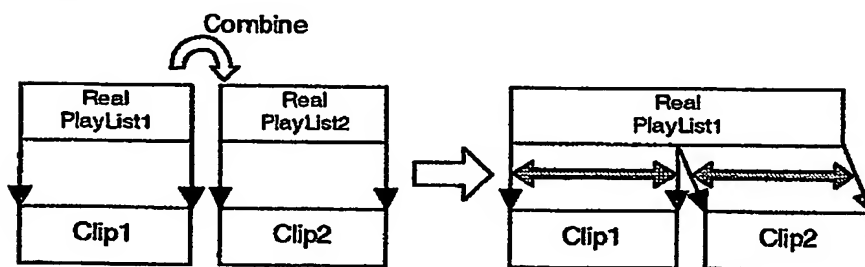 Combine
Real
PlayList1
Real
PlayList2
Real
PlayList1
Clip1
Clip2
Clip1
Clip2